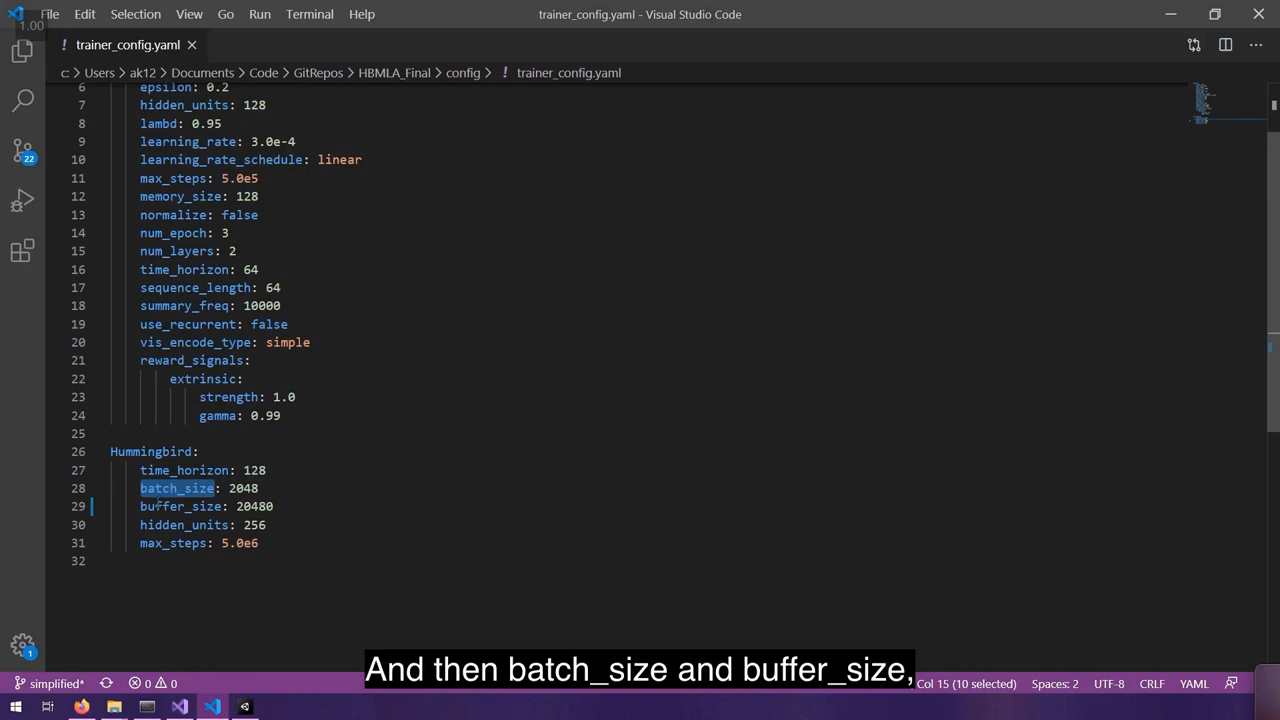 File Edit Selection View Go Run Terminal Help trainer_config.yaml - Visual Studio Code
1.00
! trainer_config.yaml ×
c: > Users > ak12 > Documents > Code > GitRepos > HBMLA_Final > config > ! trainer_config.yaml
6 epsilon: 0.2
7 hidden_units: 128
8 lambd: 0.95
9 learning_rate: 3.0e-4
10 learning_rate_schedule: linear
11 max_steps: 5.0e5
12 memory_size: 128
13 normalize: false
14 num_epoch: 3
15 num_layers: 2
16 time_horizon: 64
17 sequence_length: 64
18 summary_freq: 10000
19 use_recurrent: false
20 vis_encode_type: simple
21 reward_signals:
22 extrinsic:
23 strength: 1.0
24 gamma: 0.99
25
26 Hummingbird:
27 time_horizon: 128
28 batch_size: 2048
29 buffer_size: 20480
30 hidden_units: 256
31 max_steps: 5.0e6
32
22
1
And then batch_size and buffer_size,
simplified* 0 0 Col 15 (10 selected) Spaces: 2 UTF-8 CRLF YAML